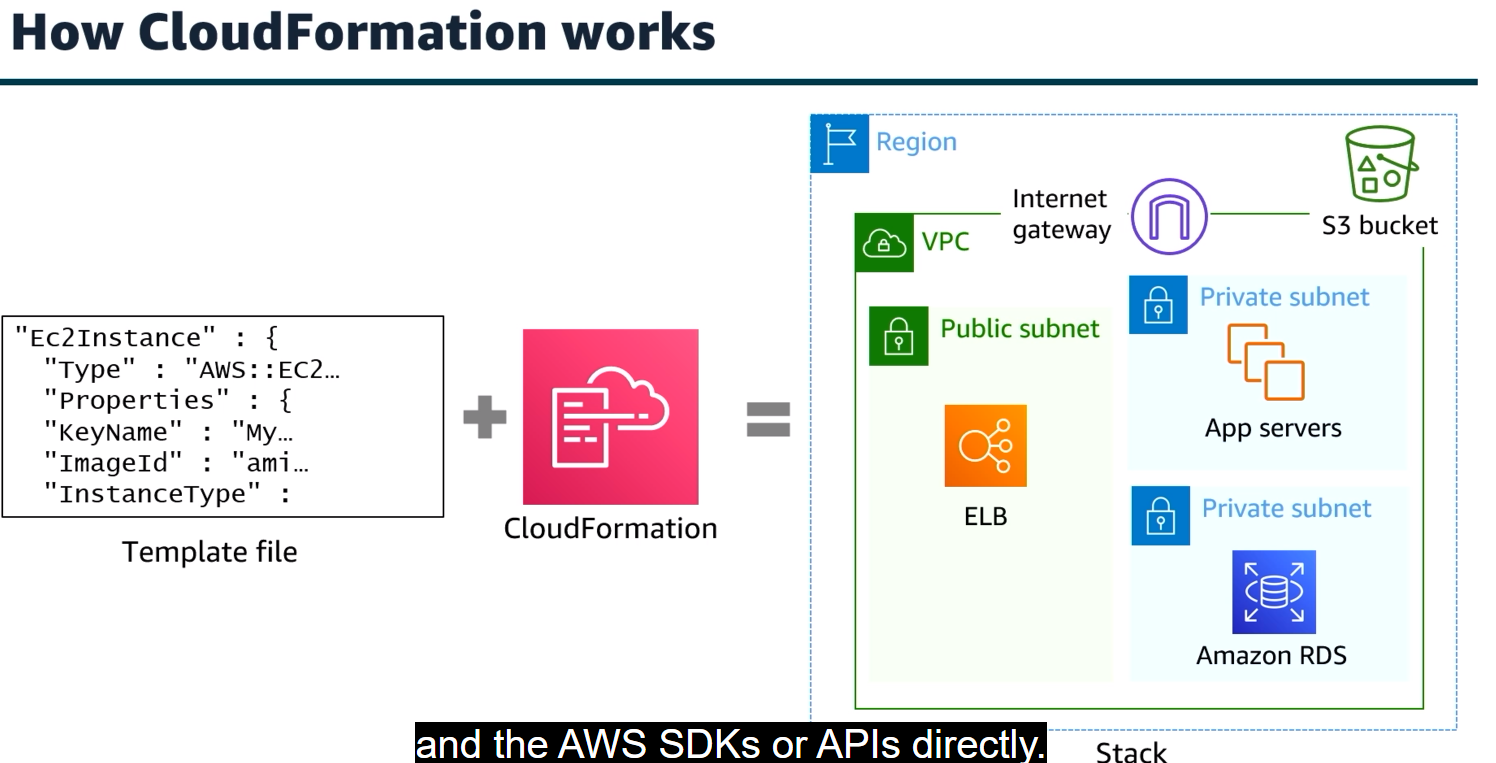 How CloudFormation works
"Ec2Instance" : {
"Type" : "AWS::EC2…
"Properties" : {
"KeyName" : "My…
"ImageId" : "ami…
"InstanceType" :
Template file
CloudFormation
Region
Internet
gateway
S3 bucket
VPC
Public subnet
ELB
Private subnet
App servers
Private subnet
Amazon RDS
Stack
and the AWS SDKs or APIs directly.